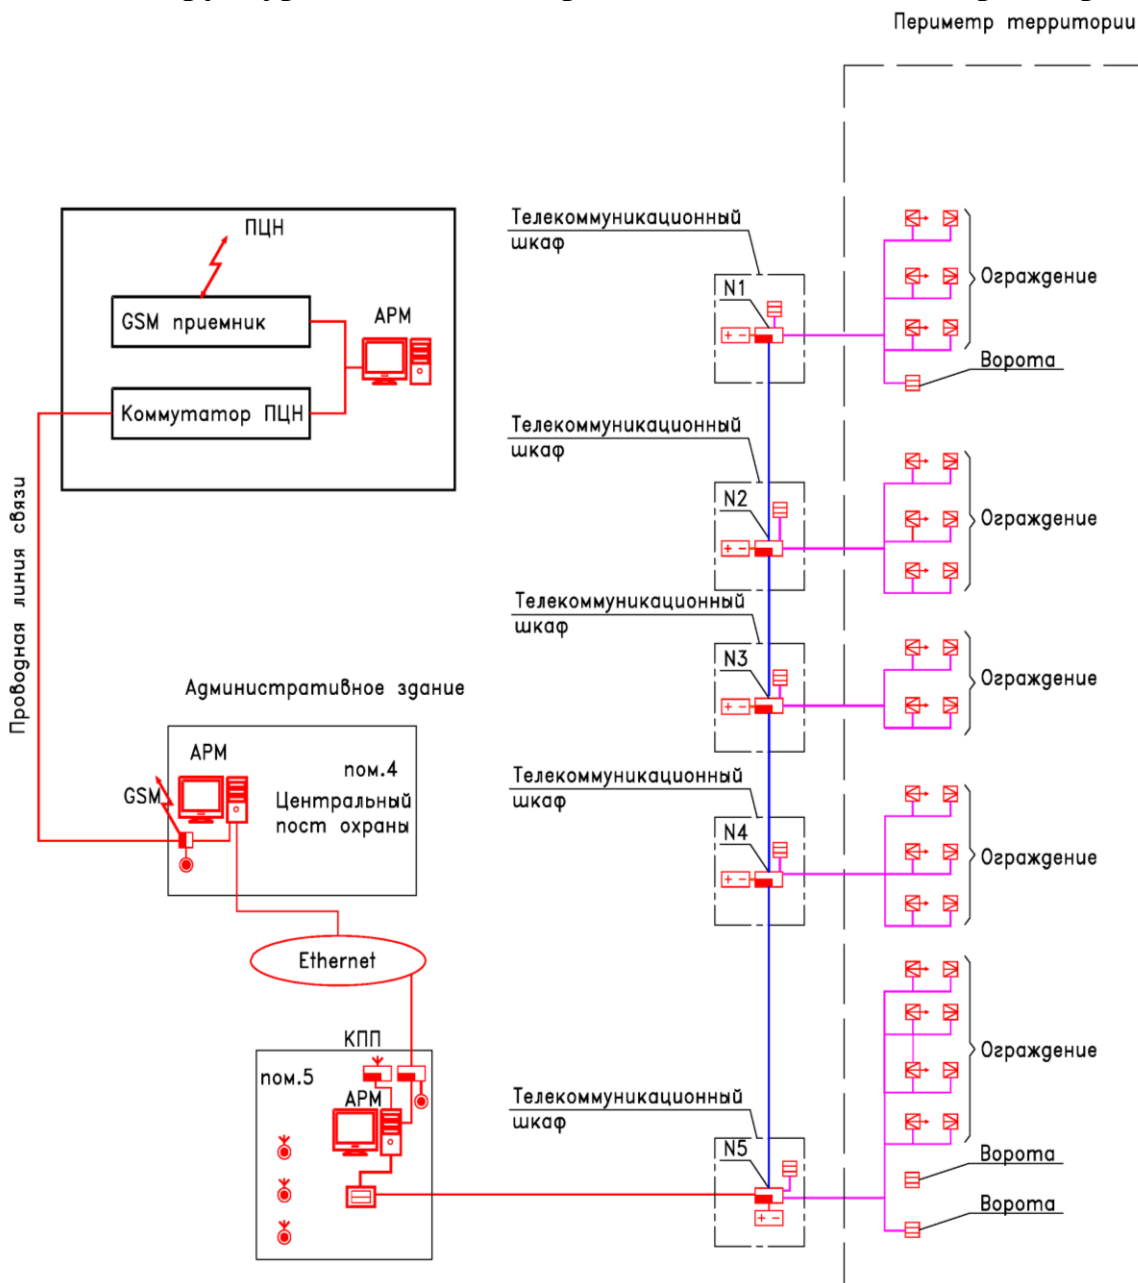 Периметр территории
ПЦН
GSM приемник
АРМ
Коммутатор ПЦН
Проводная линия связи
Административное здание
АРМ
GSM
пом.4
Центральный
пост охраны
Ethernet
КПП
пом.5
АРМ
Телекоммуникационный
шкаф
N1
Ограждение
Ворота
Телекоммуникационный
шкаф
N2
Ограждение
Телекоммуникационный
шкаф
N3
Ограждение
Телекоммуникационный
шкаф
N4
Ограждение
Телекоммуникационный
шкаф
N5
Ограждение
Ворота
Ворота